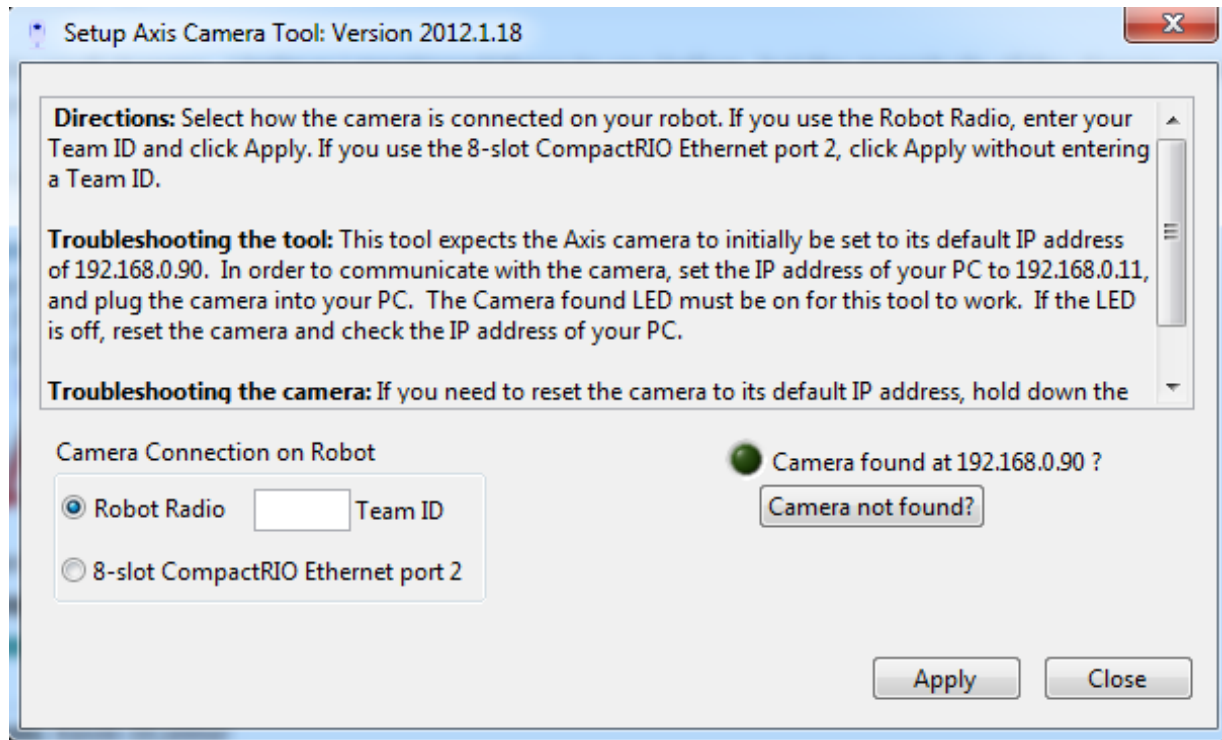 Setup Axis Camera Tool: Version 2012.1.18
Directions: Select how the camera is connected on your robot. If you use the Robot Radio, enter your
Team ID and click Apply. If you use the 8-slot CompactRIO Ethernet port 2, click Apply without entering
a Team ID.
Troubleshooting the tool: This tool expects the Axis camera to initially be set to its default IP address
of 192.168.0.90.  In order to communicate with the camera, set the IP address of your PC to 192.168.0.11,
and plug the camera into your PC.  The Camera found LED must be on for this tool to work.  If the LED
is off, reset the camera and check the IP address of your PC.
Troubleshooting the camera: If you need to reset the camera to its default IP address, hold down the
Camera Connection on Robot
Robot Radio
Team ID
8-slot CompactRIO Ethernet port 2
Camera found at 192.168.0.90 ?
Camera not found?
Apply
Close